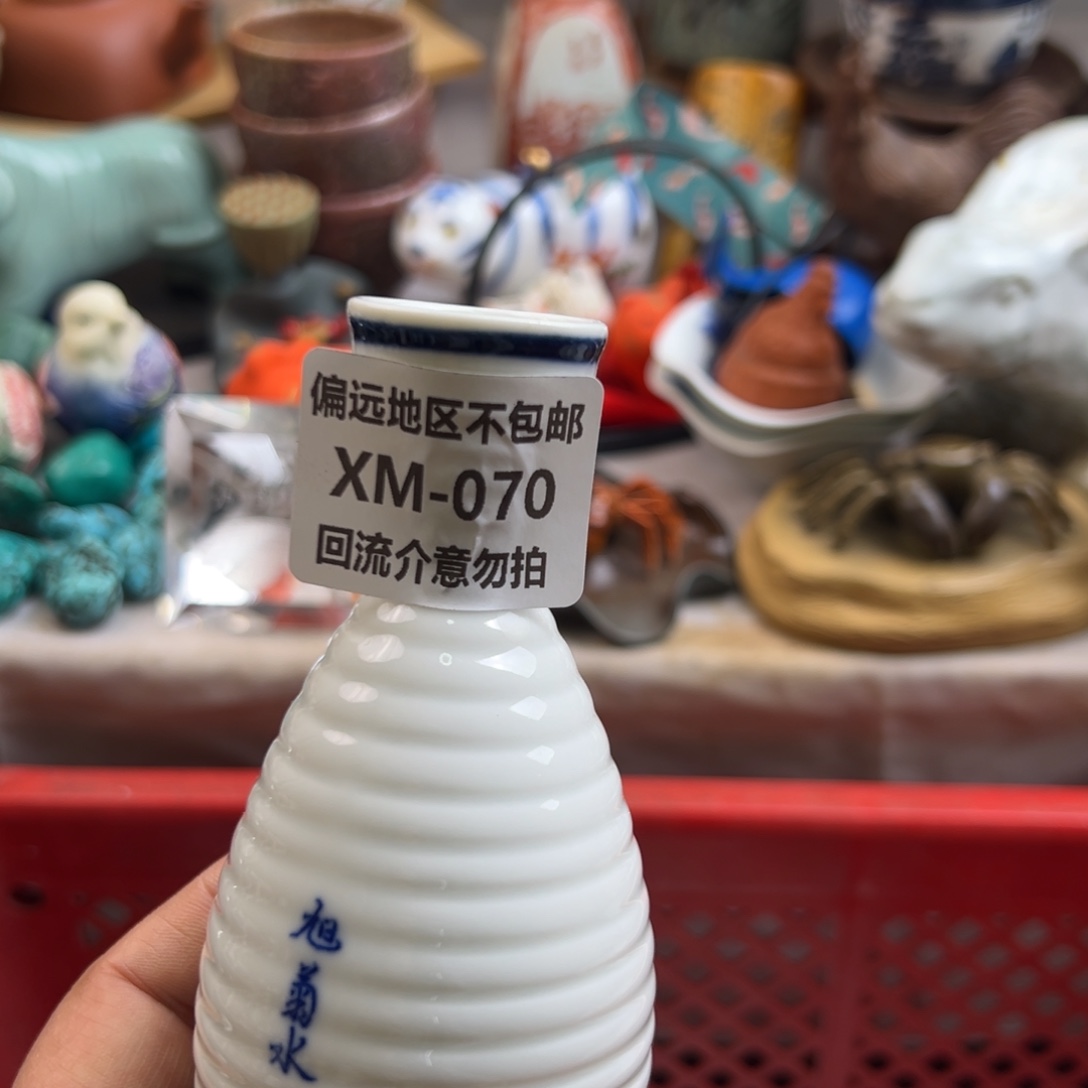 偏远地区不包邮
XM-070
回流介意勿拍
旭菊水